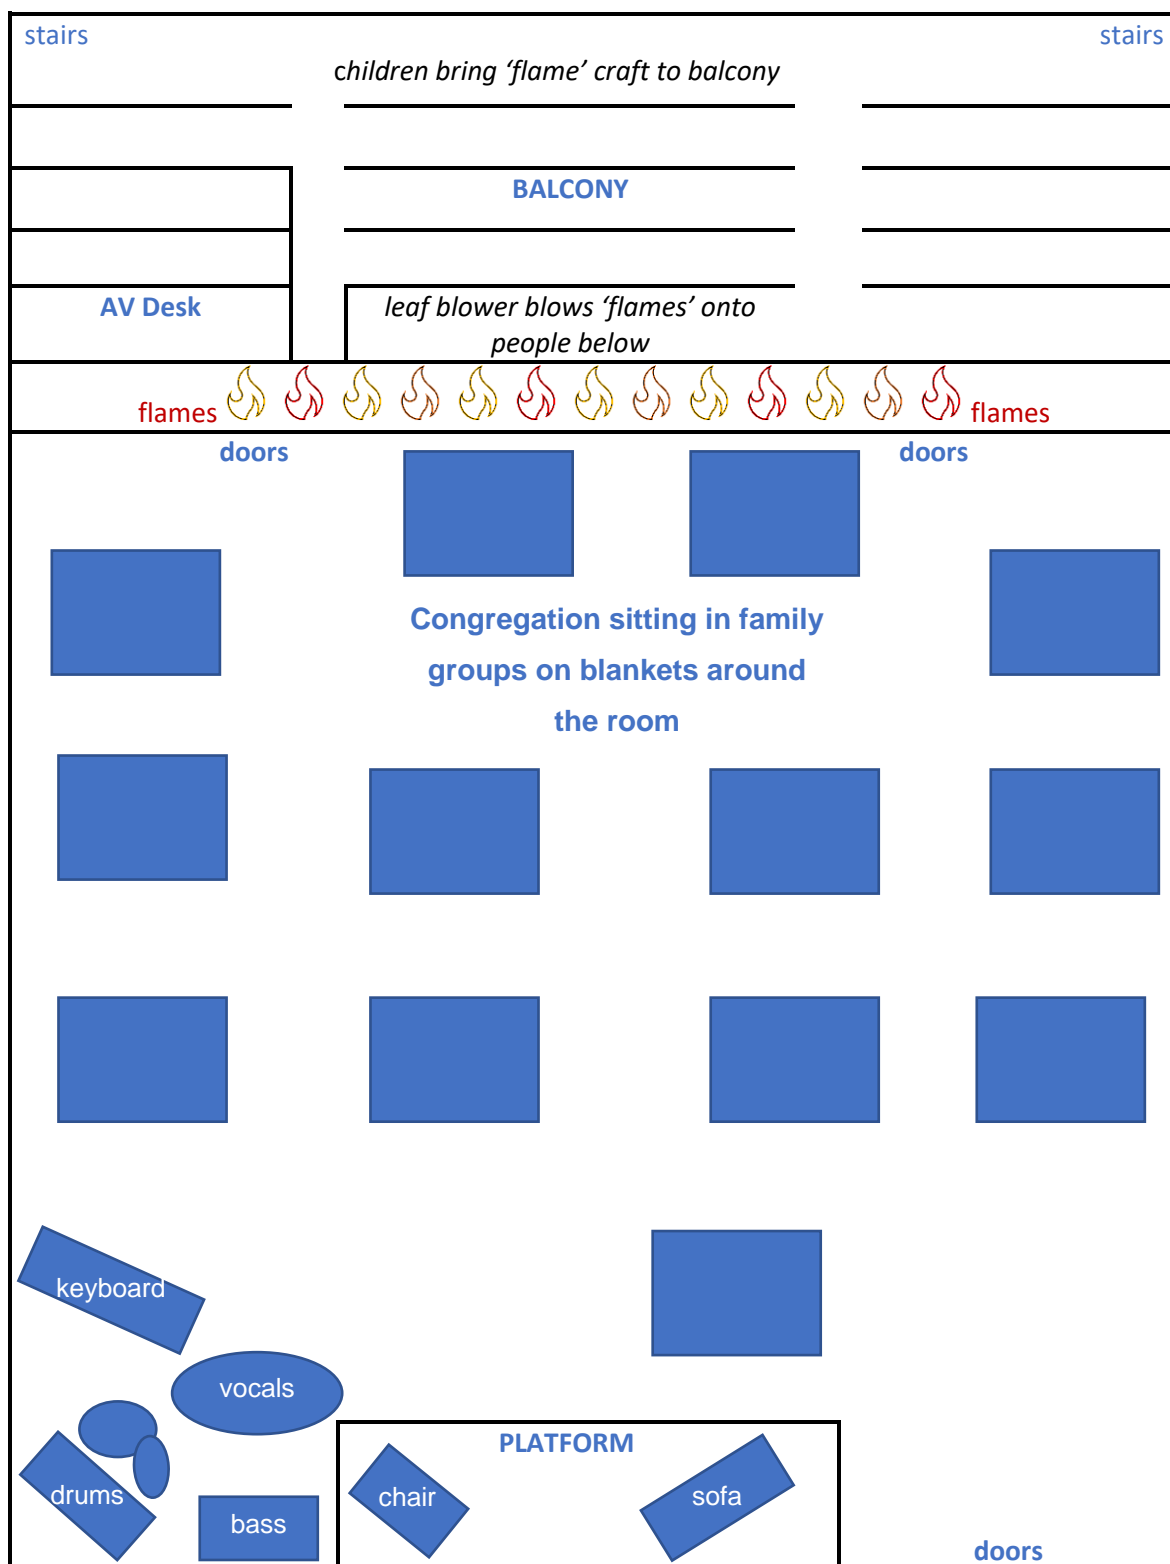 stairs
stairs
children bring ‘flame’ craft to balcony
BALCONY
AV Desk
leaf blower blows ‘flames’ onto
people below
flames
flames
doors
doors
Congregation sitting in family
groups on blankets around
the room
keyboard
vocals
PLATFORM
drums
chair
sofa
bass
doors